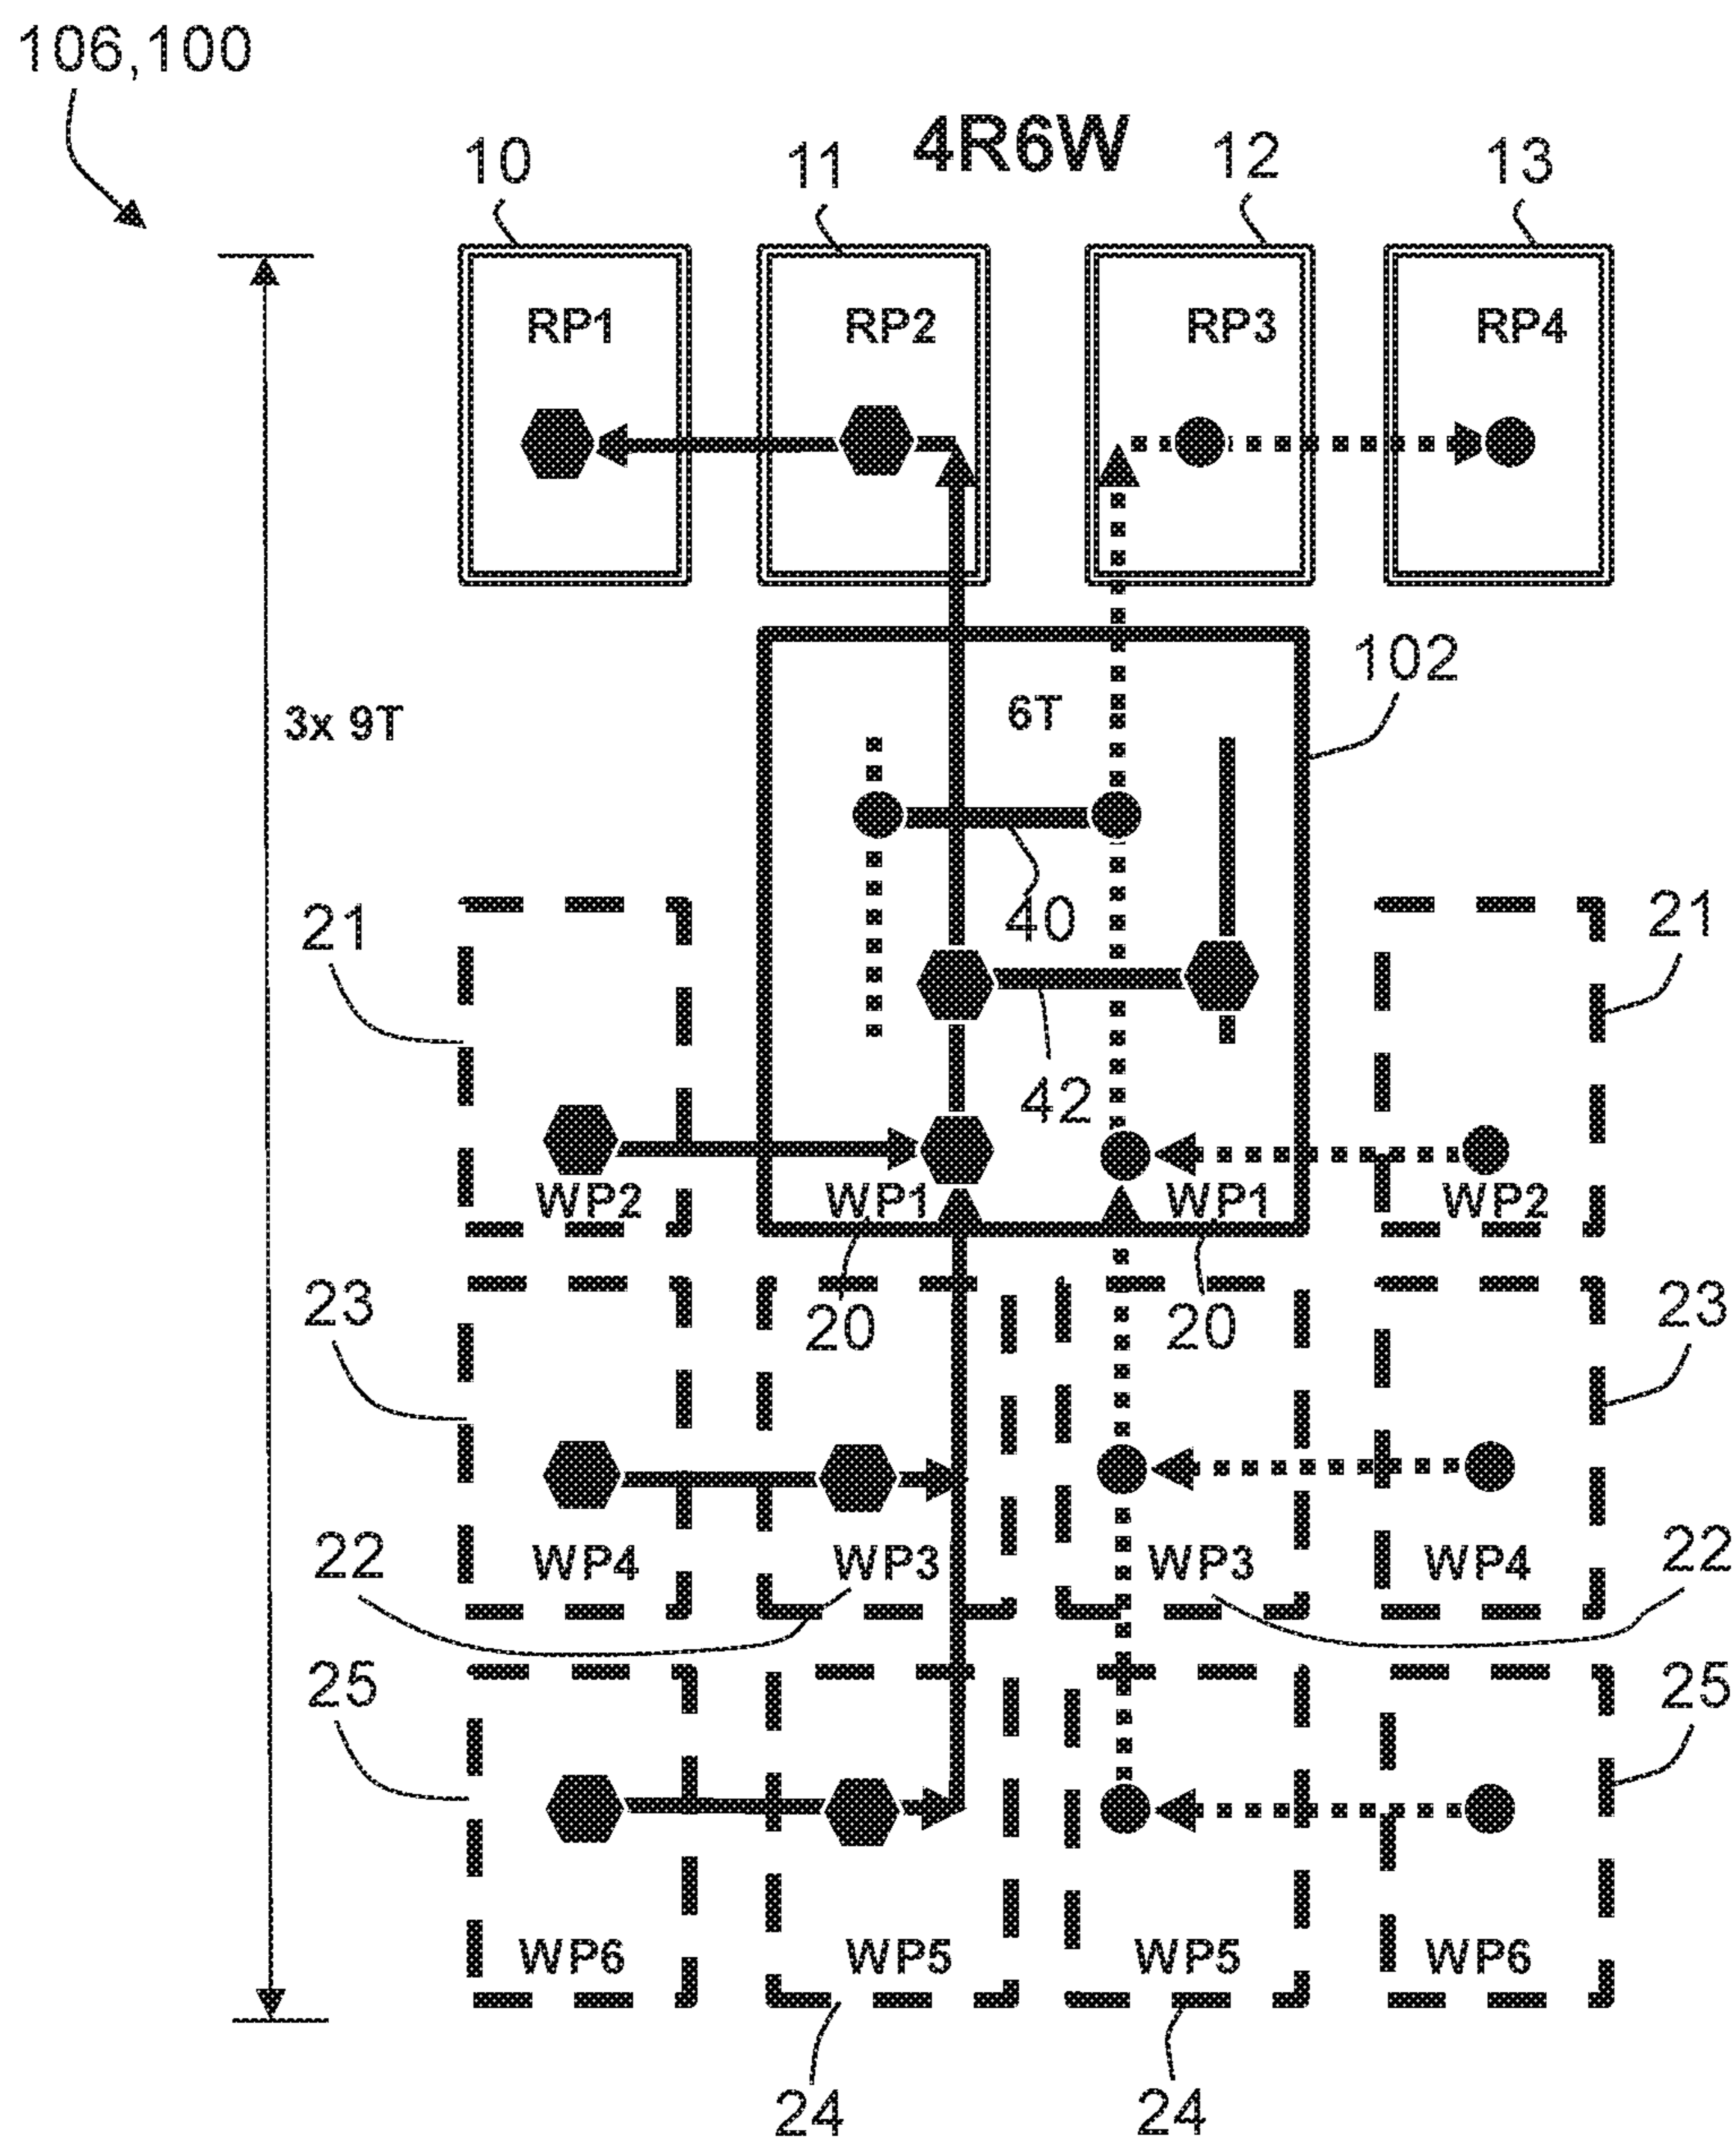 106,100
4R6W
10 11 12 13
RP1 RP2 RP3 RP4
102
3x 9T
6T
21 40 21
42
WP2 WP1 WP1 WP2
23 20 20 23
22 WP4 WP3 WP3 WP4 22
25 25
WP6 WP5 WP5 WP6
24 24